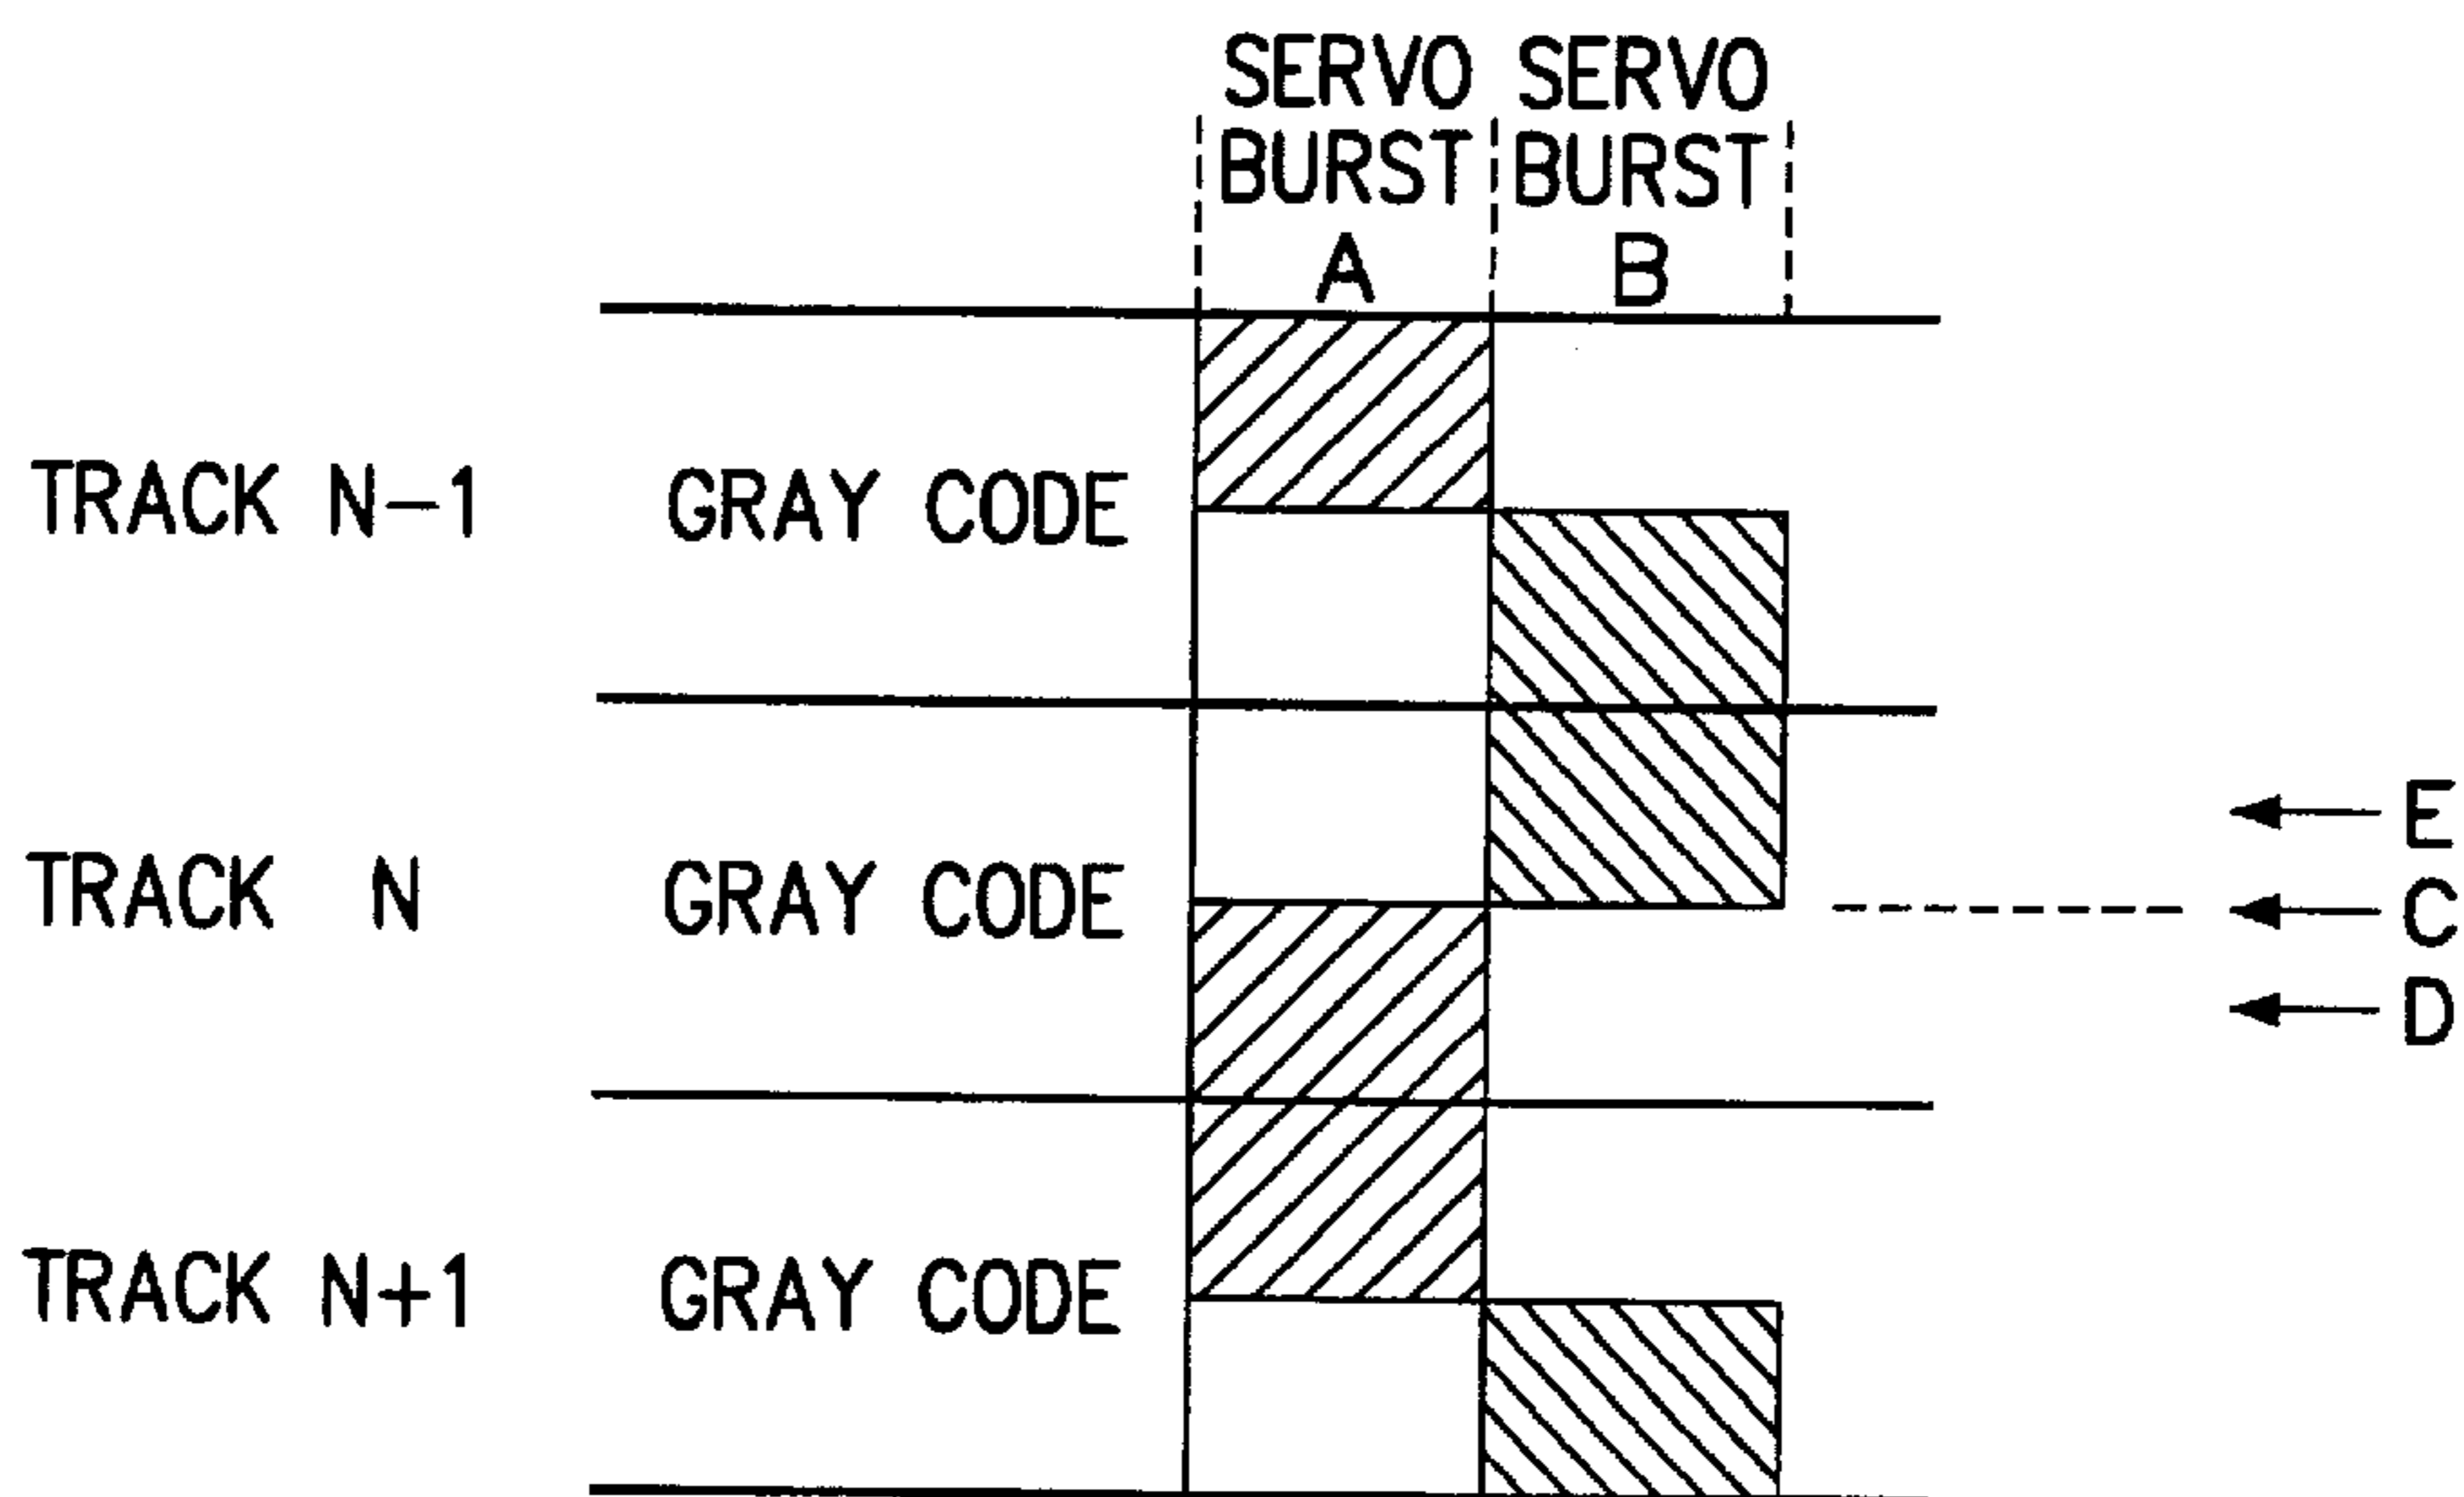 SERVO SERVO
BURST BURST
A B
TRACK N-1 GRAY CODE
E
TRACK N GRAY CODE
C
D
TRACK N+1 GRAY CODE